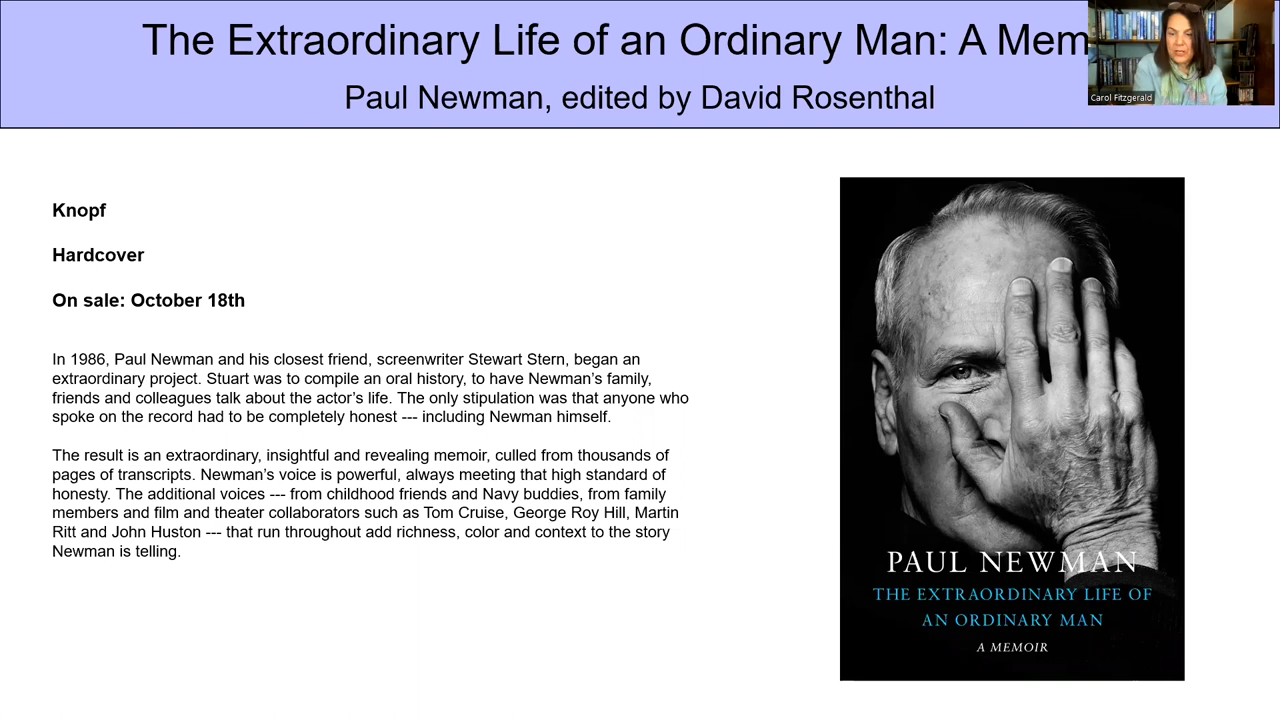 The Extraordinary Life of an Ordinary Man: A Mem
Paul Newman, edited by David Rosenthal
Carol Fitzgerald
Knopf
Hardcover
On sale: October 18th
In 1986, Paul Newman and his closest friend, screenwriter Stewart Stern, began an
extraordinary project. Stuart was to compile an oral history, to have Newman’s family,
friends and colleagues talk about the actor’s life. The only stipulation was that anyone who
spoke on the record had to be completely honest --- including Newman himself.
The result is an extraordinary, insightful and revealing memoir, culled from thousands of
pages of transcripts. Newman’s voice is powerful, always meeting that high standard of
honesty. The additional voices --- from childhood friends and Navy buddies, from family
members and film and theater collaborators such as Tom Cruise, George Roy Hill, Martin
Ritt and John Huston --- that run throughout add richness, color and context to the story
Newman is telling.
PAUL NEWMAN
THE EXTRAORDINARY LIFE OF
AN ORDINARY MAN
A MEMOIR